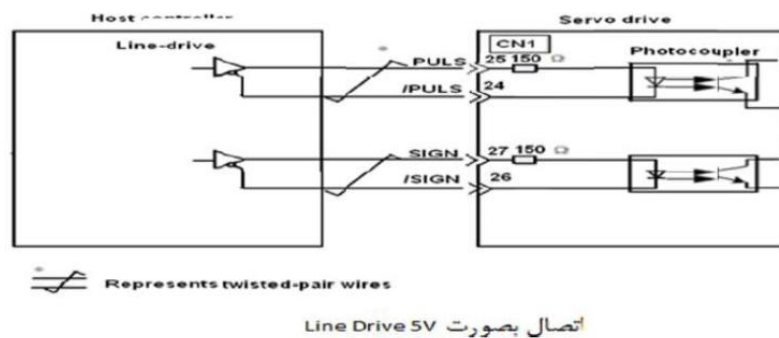 Host controller
Servo drive
Line-drive
CN1
Photocoupler
PULS
25 150 Ω
/PULS
24
SIGN
27 150 Ω
/SIGN
26
Represents twisted-pair wires
اتصال بصورت Line Drive 5V